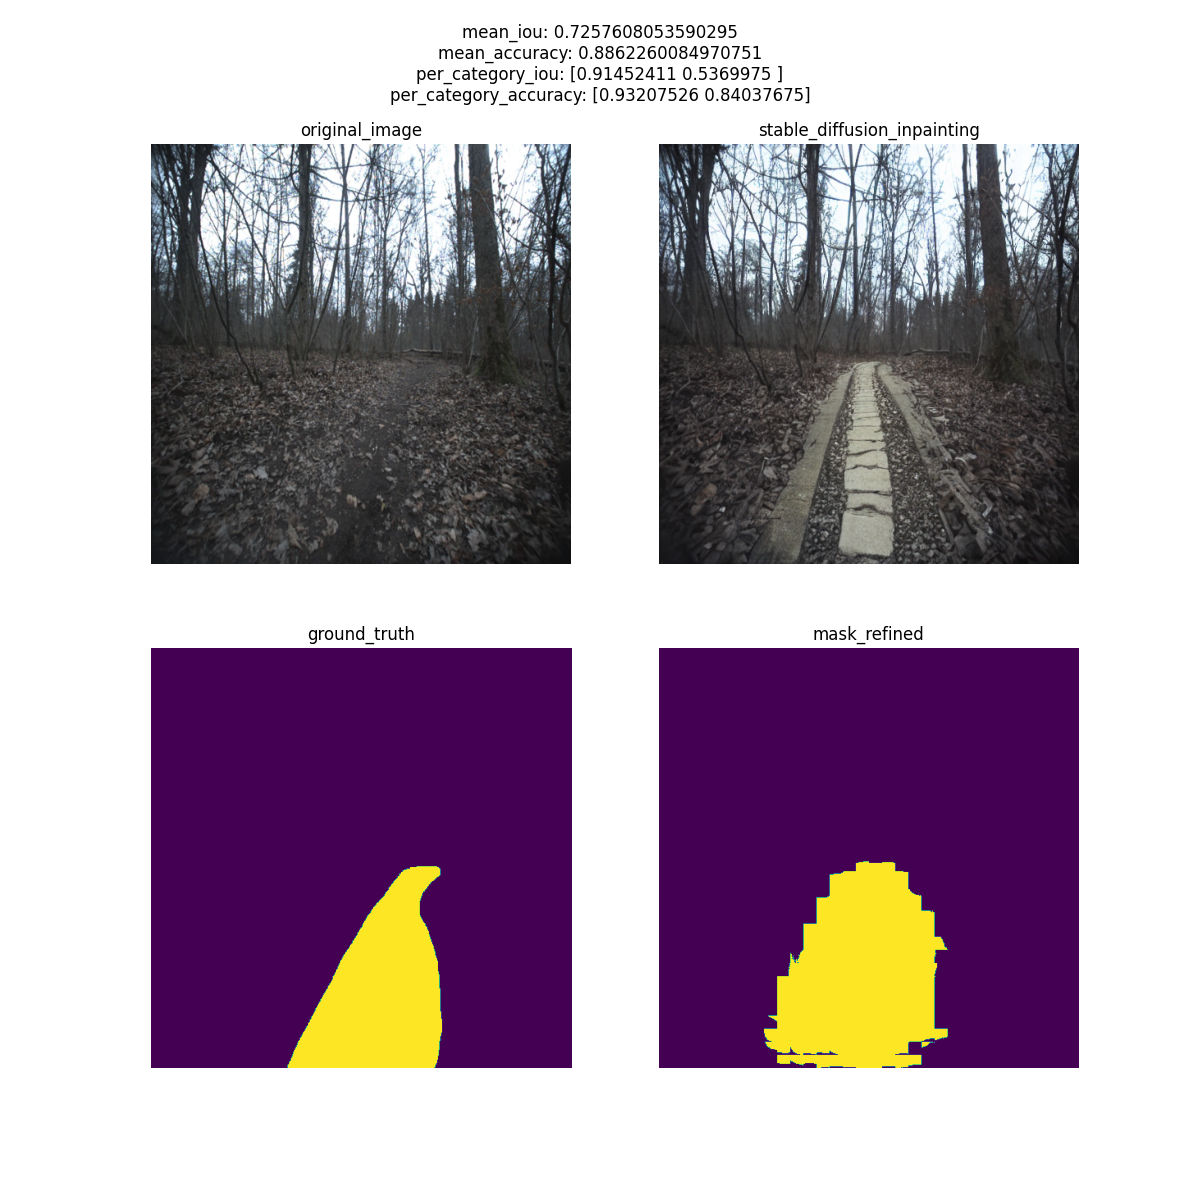 mean_iou: 0.7257608053590295
mean_accuracy: 0.8862260084970751
per_category_iou: [0.91452411 0.5369975 ]
per_category_accuracy: [0.93207526 0.84037675]
original_image
stable_diffusion_inpainting
ground_truth
mask_refined